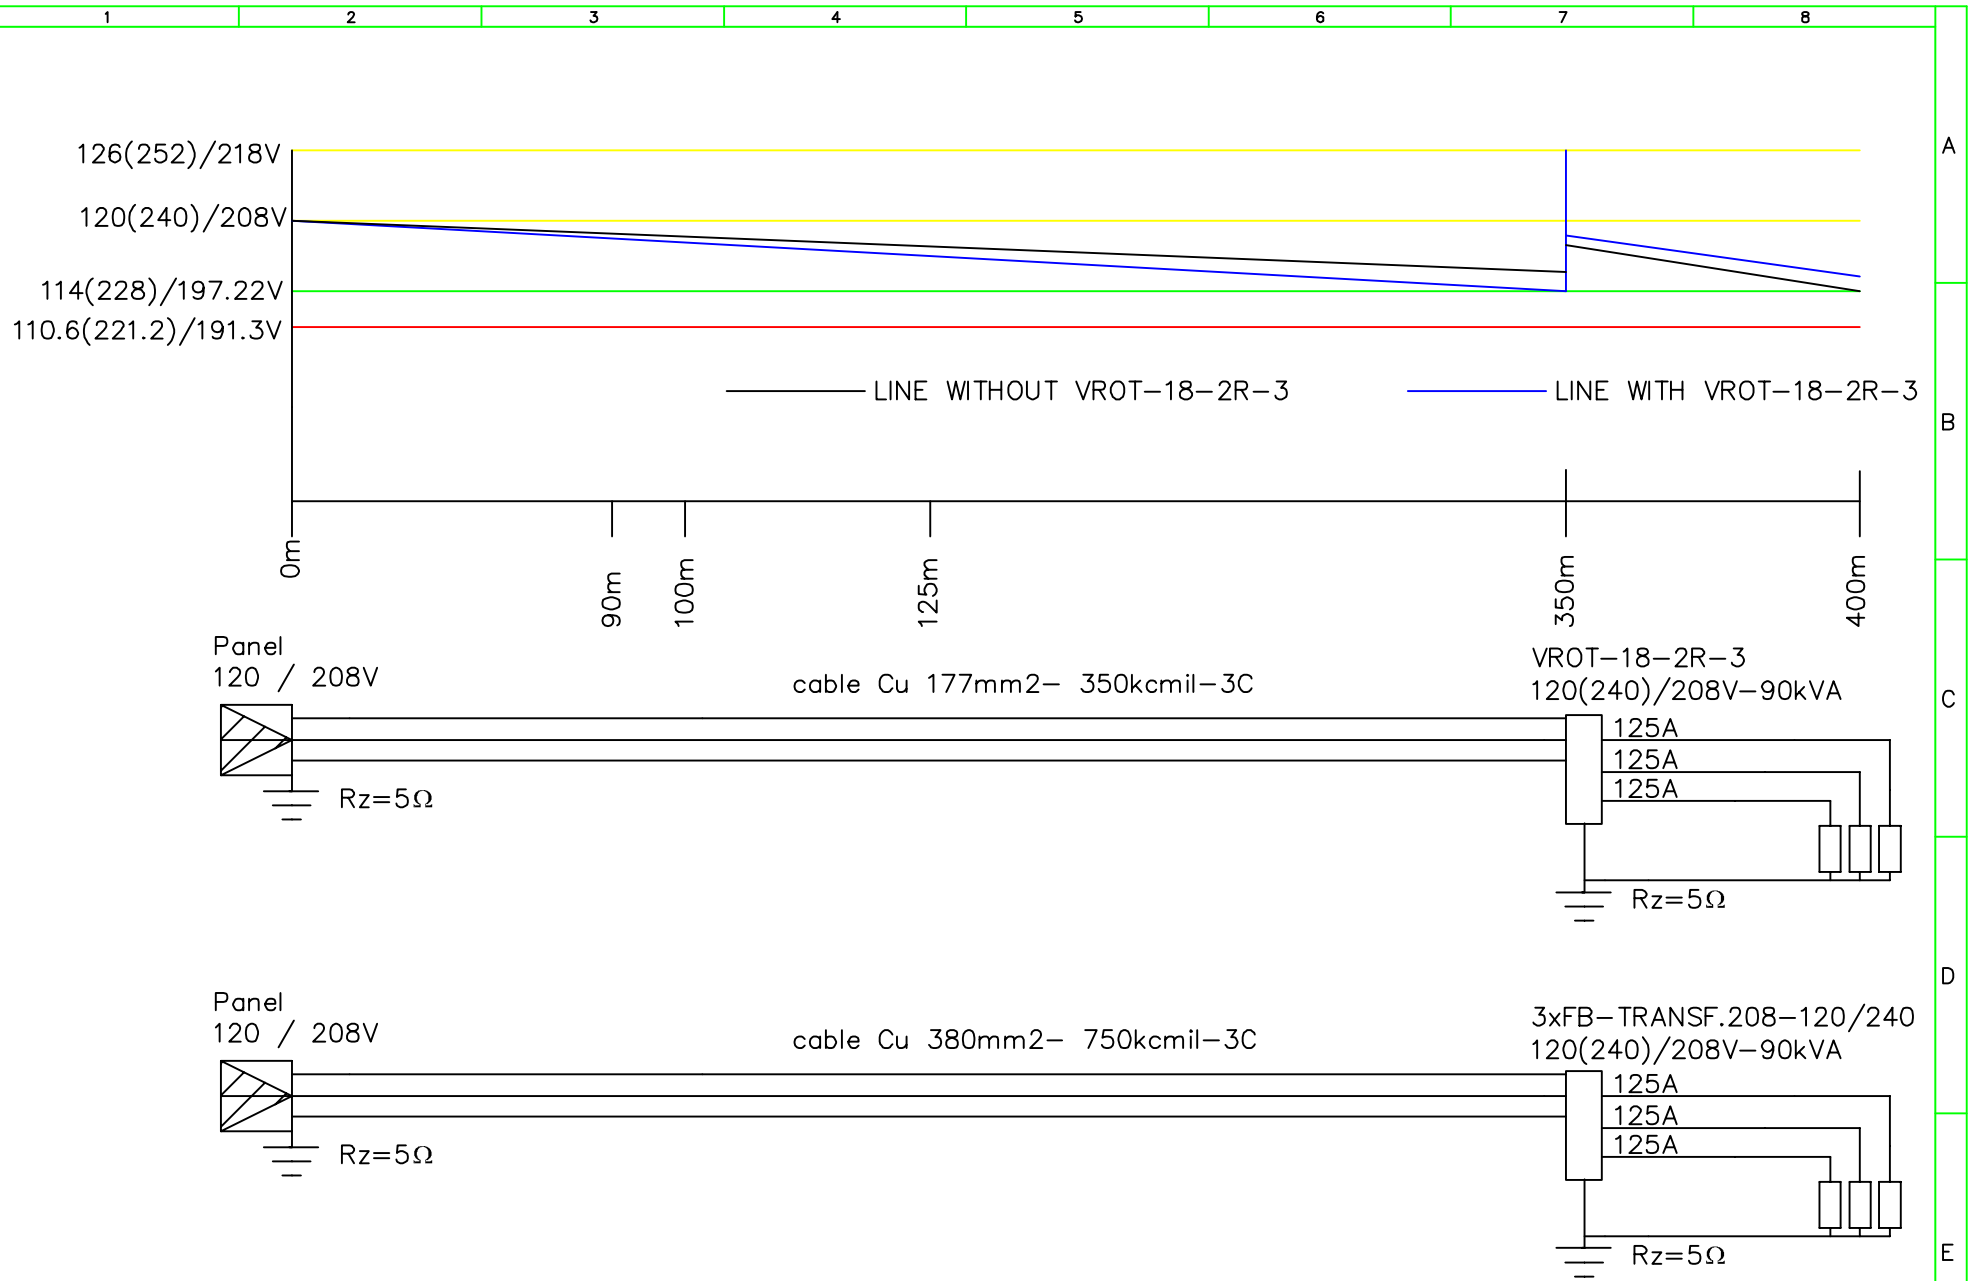 1 2 3 4 5 6 7 8
A
126(252)/218V
120(240)/208V
114(228)/197.22V
110.6(221.2)/191.3V
LINE WITHOUT VROT-18-2R-3 LINE WITH VROT-18-2R-3
B
0m 90m 100m 125m 350m 400m
Panel
120 / 208V
cable Cu 177mm2- 350kcmil-3C
VROT-18-2R-3
120(240)/208V-90kVA
C
125A
125A
125A
Rz=5Ω
Rz=5Ω
D
Panel
120 / 208V
cable Cu 380mm2- 750kcmil-3C
3xFB-TRANSF.208-120/240
120(240)/208V-90kVA
125A
125A
125A
Rz=5Ω
Rz=5Ω
E